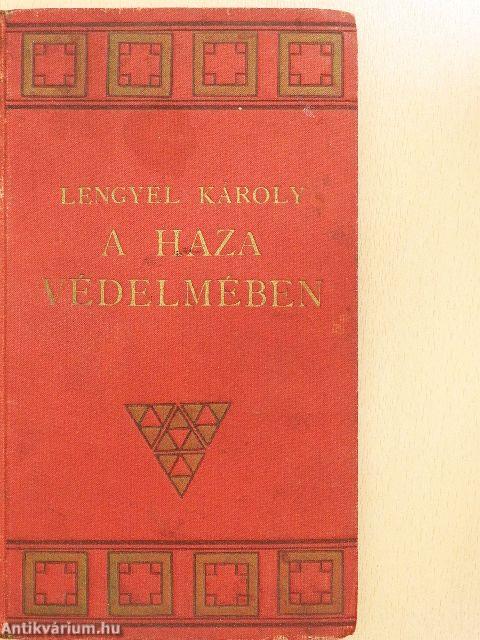 LENGYEL KÁROLY
A HAZA
VÉDELMÉBEN
Antikvárium.hu